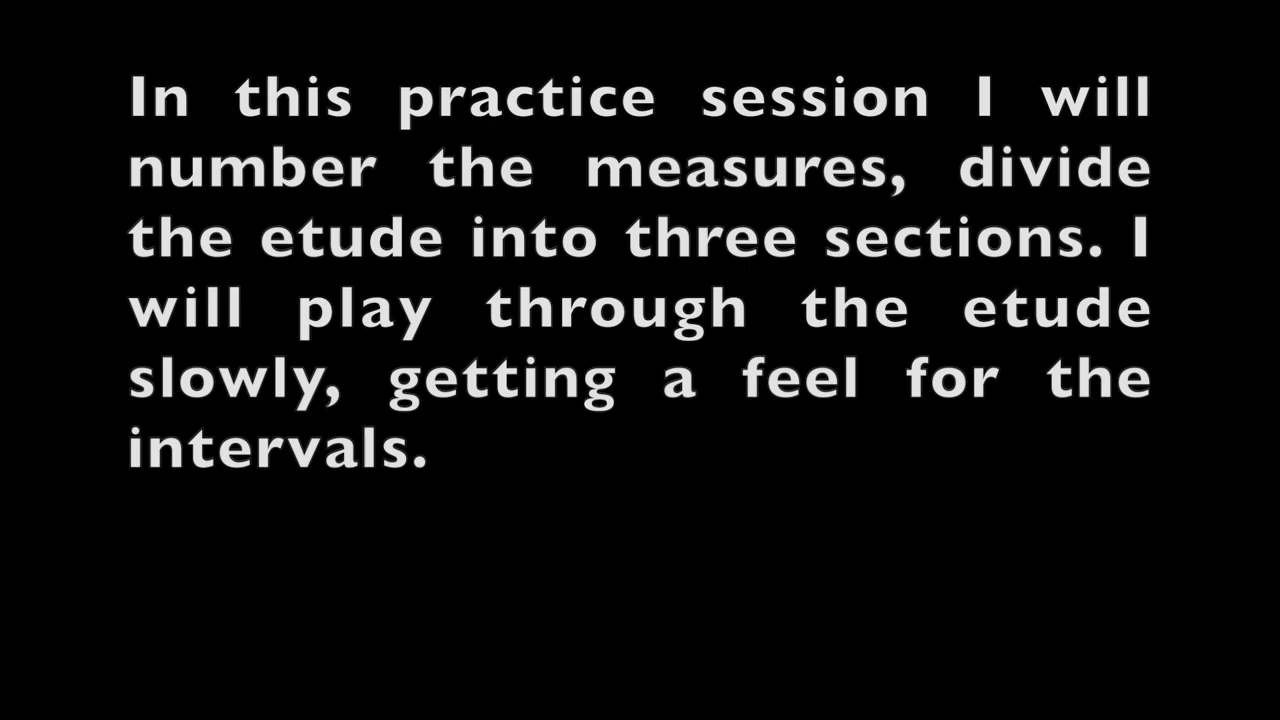 In this practice session I will
number the measures, divide
the etude into three sections. I
will play through the etude
slowly, getting a feel for the
intervals.